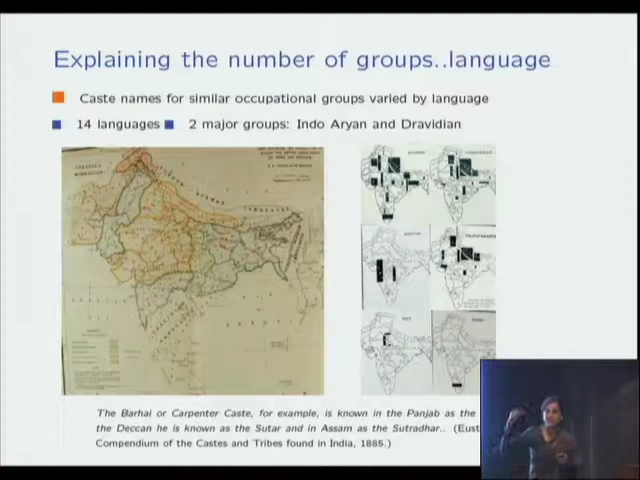 Explaining the number of groups..language
Caste names for similar occupational groups varied by language
14 languages 2 major groups: Indo Aryan and Dravidian
The Barhai or Carpenter Caste, for example, is known in the Panjab as the
the Deccan he is known as the Sutar and in Assam as the Sutradhar.. (Eust
Compendium of the Castes and Tribes found in India, 1885.)